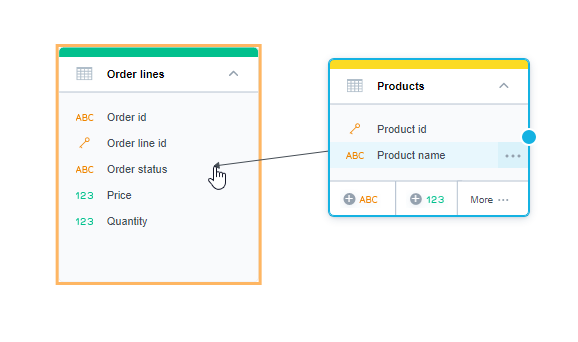 Order lines
ABC Order id
Order line id
ABC Order status
123 Price
123 Quantity
Products
Product id
ABC Product name
ABC 123 More